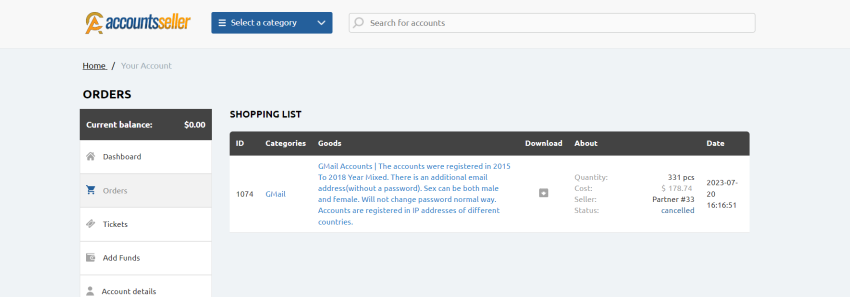 accountsseller
Select a category
Search for accounts
Home / Your Account
ORDERS
Current balance: $0.00
Dashboard
Orders
Tickets
Add Funds
Account details
SHOPPING LIST
ID Categories Goods Download About Date
1074
GMail
GMail Accounts | The accounts were registered in 2015
To 2018 Year Mixed. There is an additional email
address(without a password). Sex can be both male
and female. Will not change password normal way.
Accounts are registered in IP addresses of different
countries.
Quantity: 331 pcs
Cost: $ 178.74
Seller: Partner #33
Status: cancelled
2023-07-
20
16:16:51